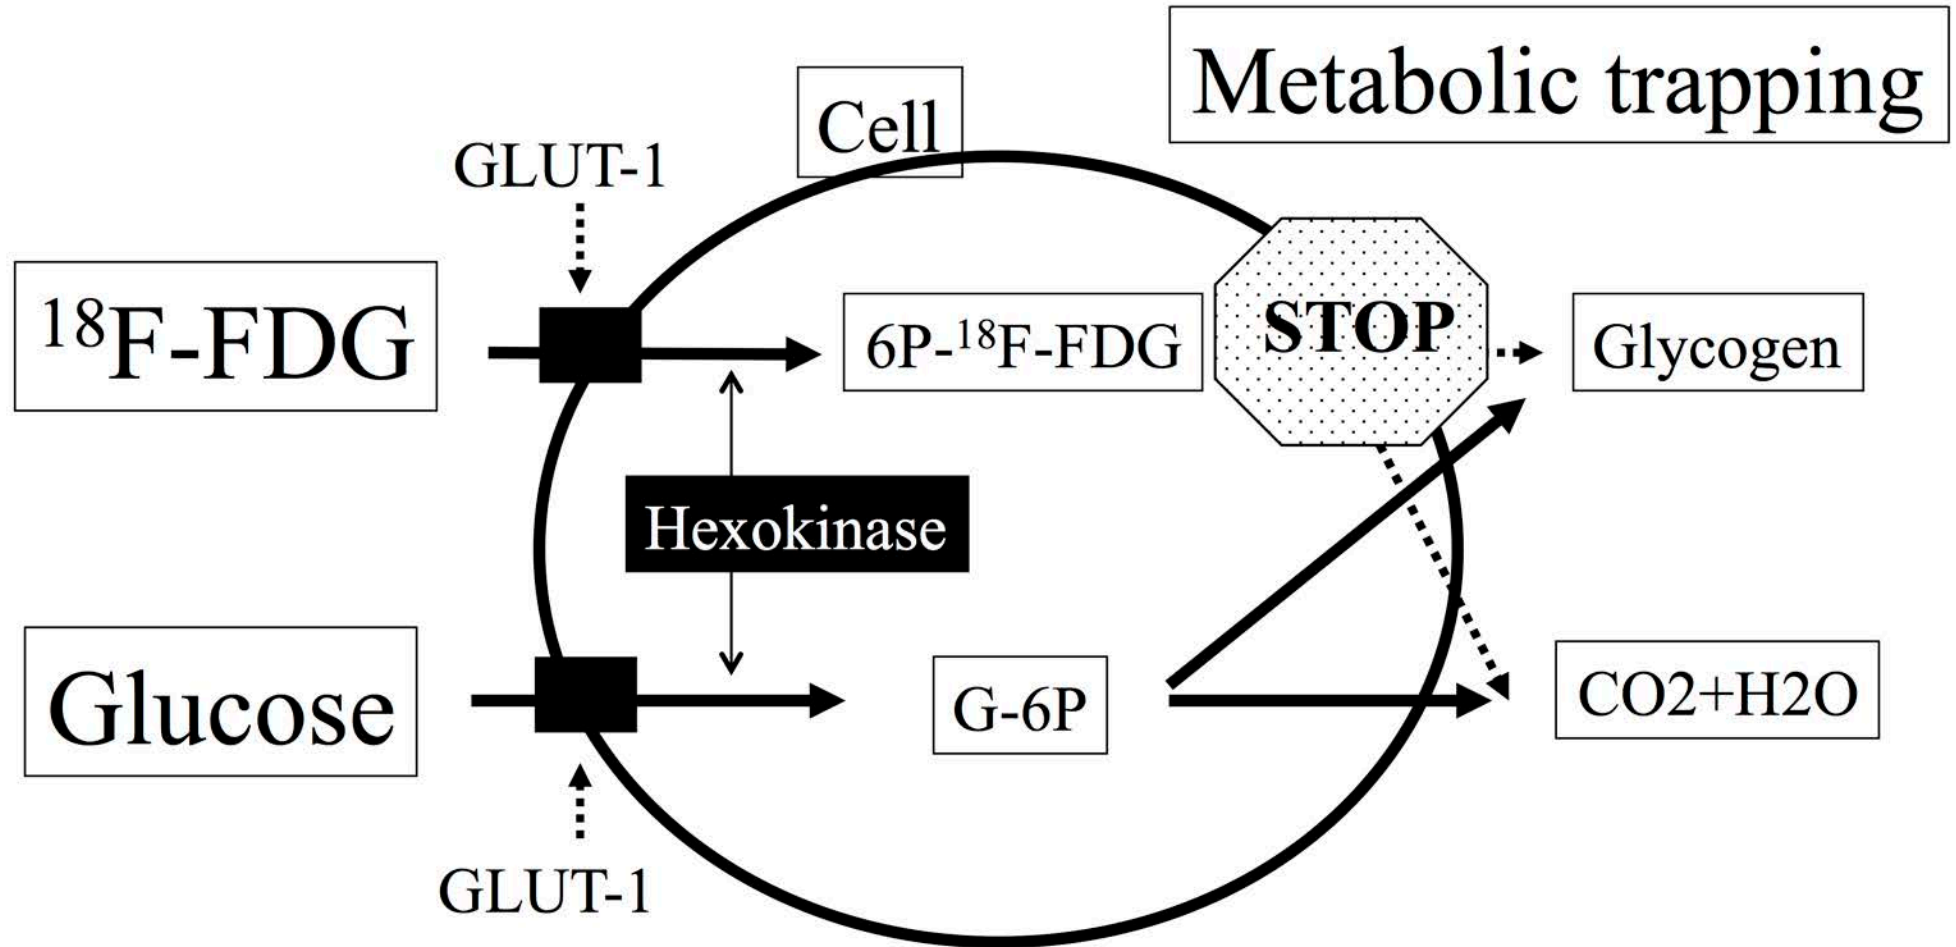 Metabolic trapping
Cell
GLUT-1
¹⁸F-FDG
6P-¹⁸F-FDG
STOP
Glycogen
Hexokinase
Glucose
G-6P
CO2+H2O
GLUT-1